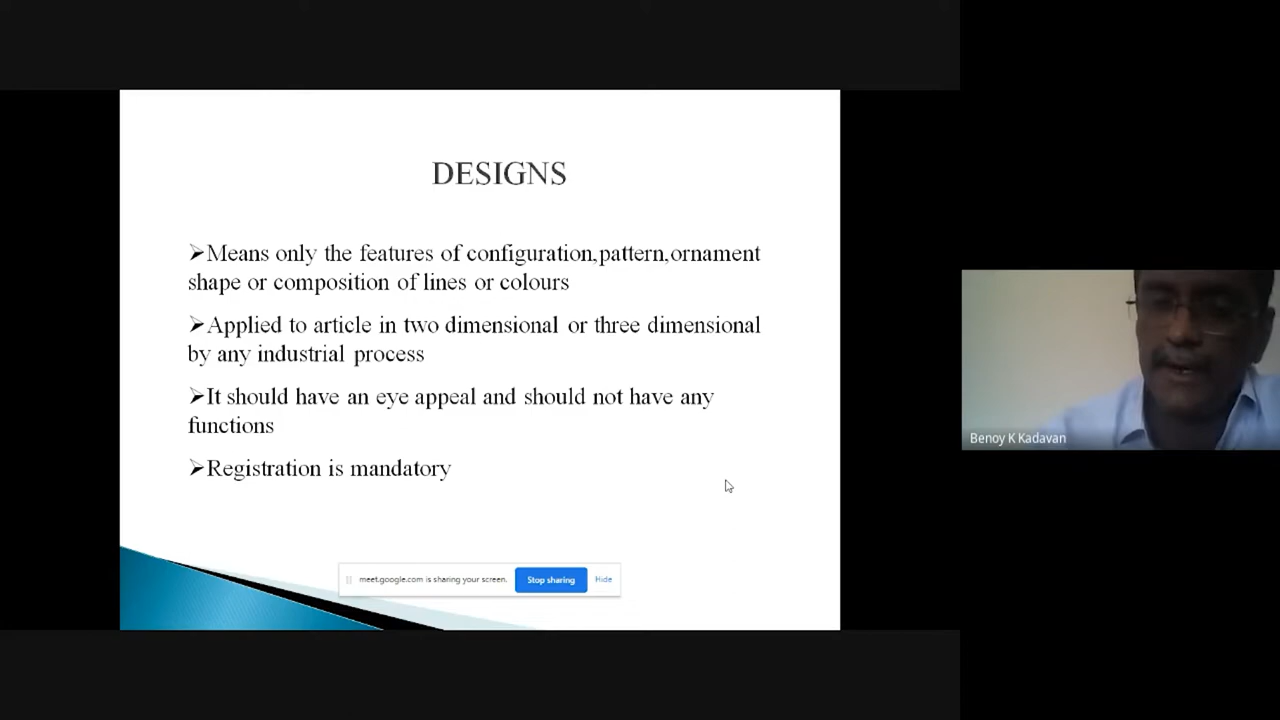 DESIGNS
➢Means only the features of configuration,pattern,ornament
shape or composition of lines or colours
➢Applied to article in two dimensional or three dimensional
by any industrial process
➢It should have an eye appeal and should not have any
functions
➢Registration is mandatory
meet.google.com is sharing your screen.
Stop sharing
Hide
Benoy K Kadavan